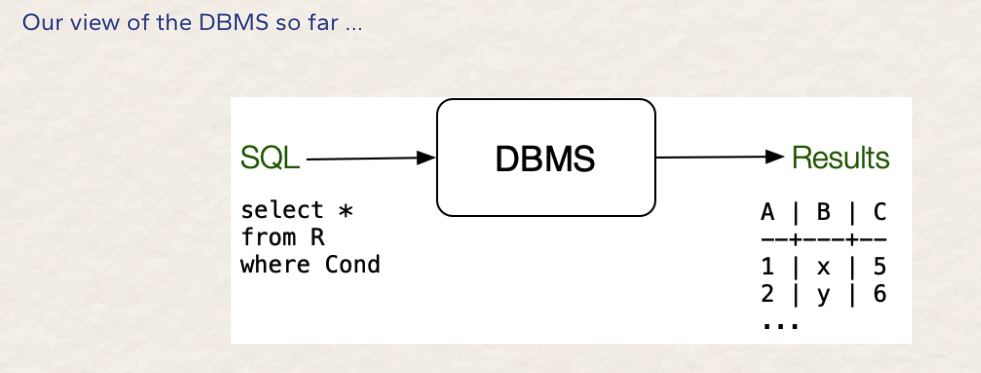 Our view of the DBMS so far ...
SQL
DBMS
Results
select *
from R
where Cond
A | B | C
--+---+--
1 | x | 5
2 | y | 6
...